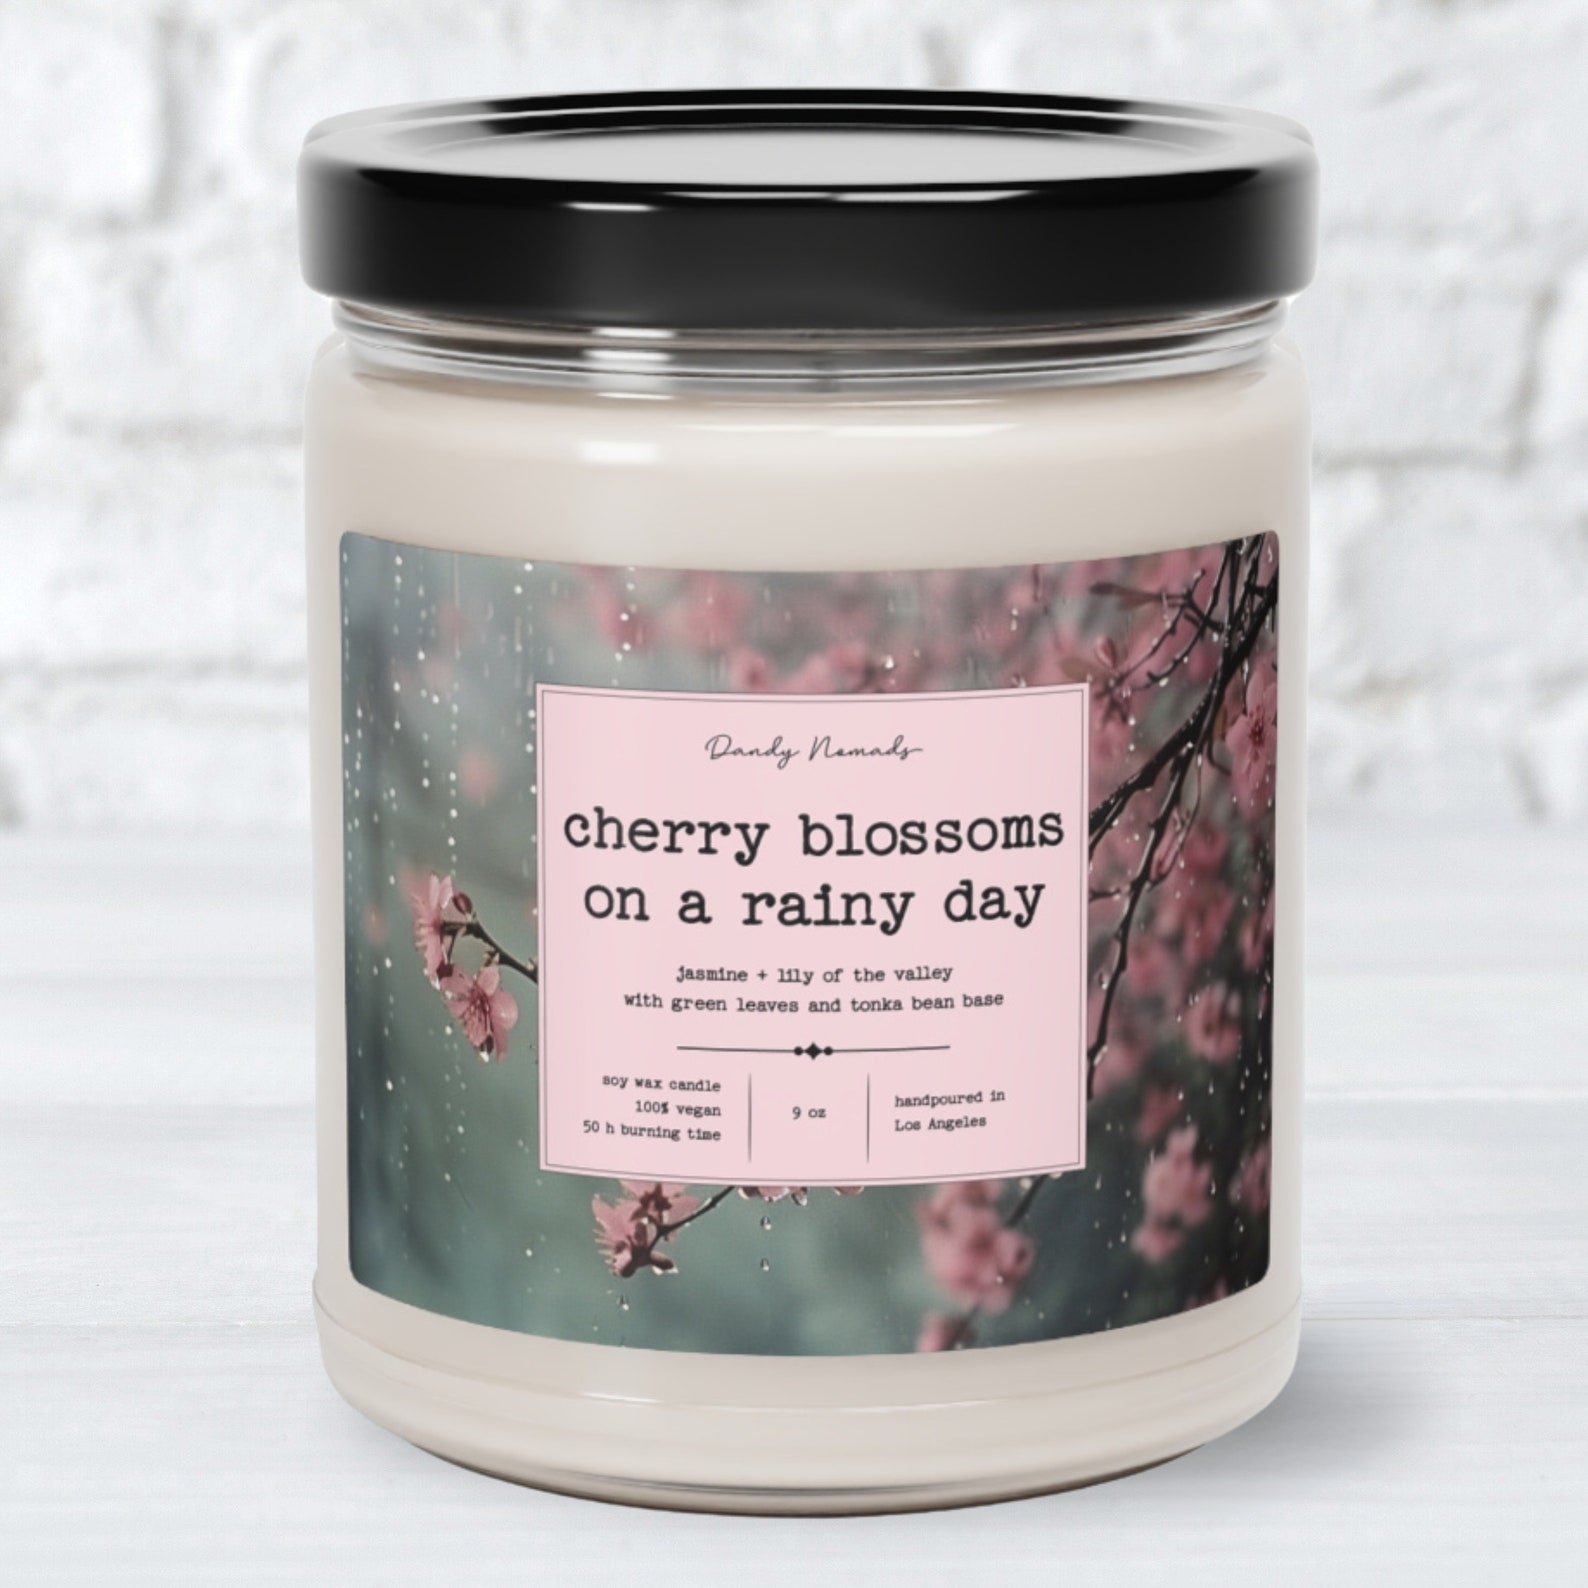 Dandy Nomads
cherry blossoms
on a rainy day
jasmine + lily of the valley
with green leaves and tonka bean base
soy wax candle
100% vegan
50 h burning time
9 oz
handpoured in
Los Angeles